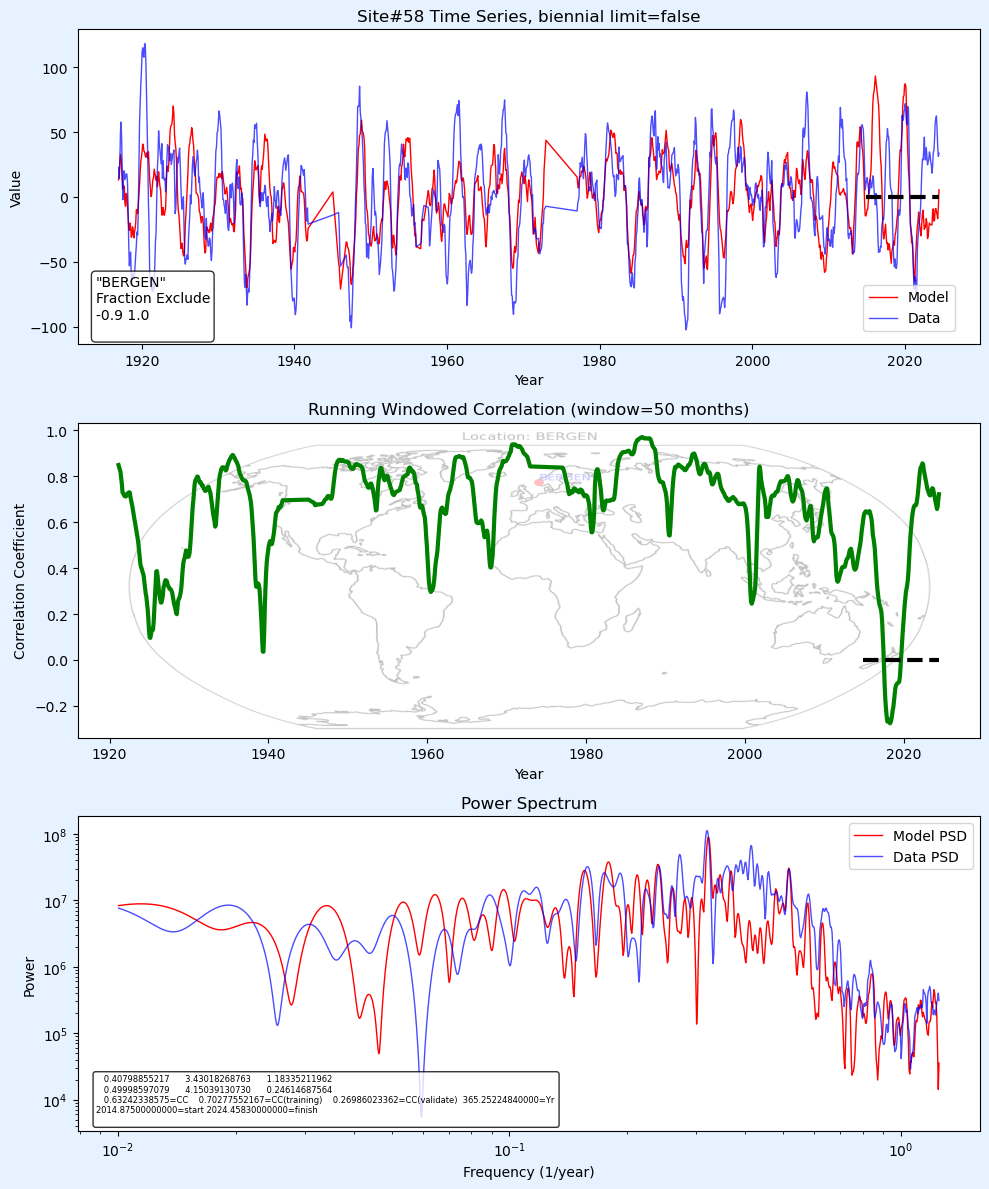 Site#58 Time Series, biennial limit=false
Value
100
50
0
−50
−100
"BERGEN"
Fraction Exclude
-0.9 1.0
Model
Data
1920 1940 1960 1980 2000 2020
Year
Running Windowed Correlation (window=50 months)
Location: BERGEN
BERGEN
Correlation Coefficient
1.0
0.8
0.6
0.4
0.2
0.0
−0.2
1920 1940 1960 1980 2000 2020
Year
Power Spectrum
Model PSD
Data PSD
Power
10⁸
10⁷
10⁶
10⁵
10⁴
0.40798855217 3.43018268763 1.18335211962
0.49998597079 4.15039130730 0.24614687564
0.63242338575=CC 0.70277552167=CC(training) 0.26986023362=CC(validate) 365.25224840000=Yr
2014.87500000000=start 2024.45830000000=finish
10⁻² 10⁻¹ 10⁰
Frequency (1/year)